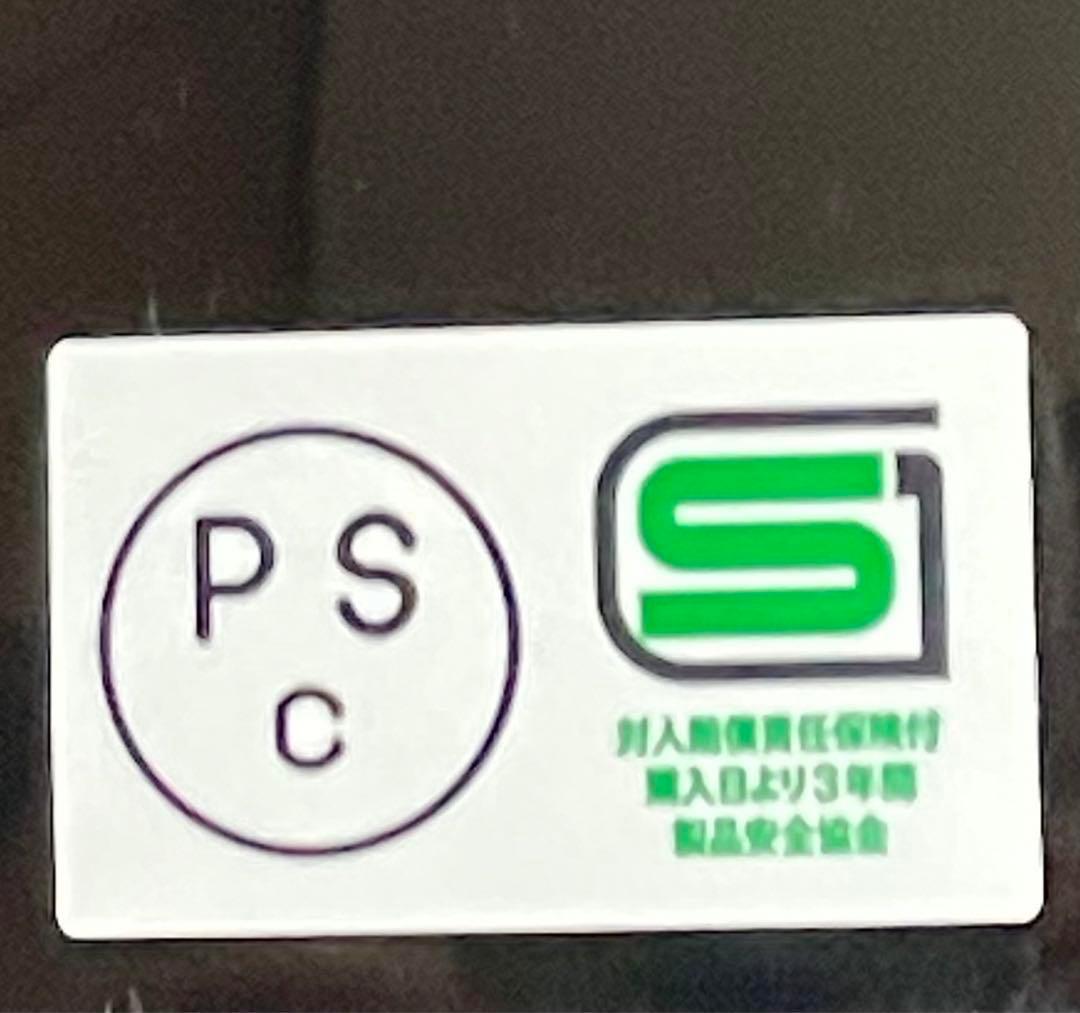 P S
C
SG
対人賠償責任保険付
購入日より3年間
製品安全協会